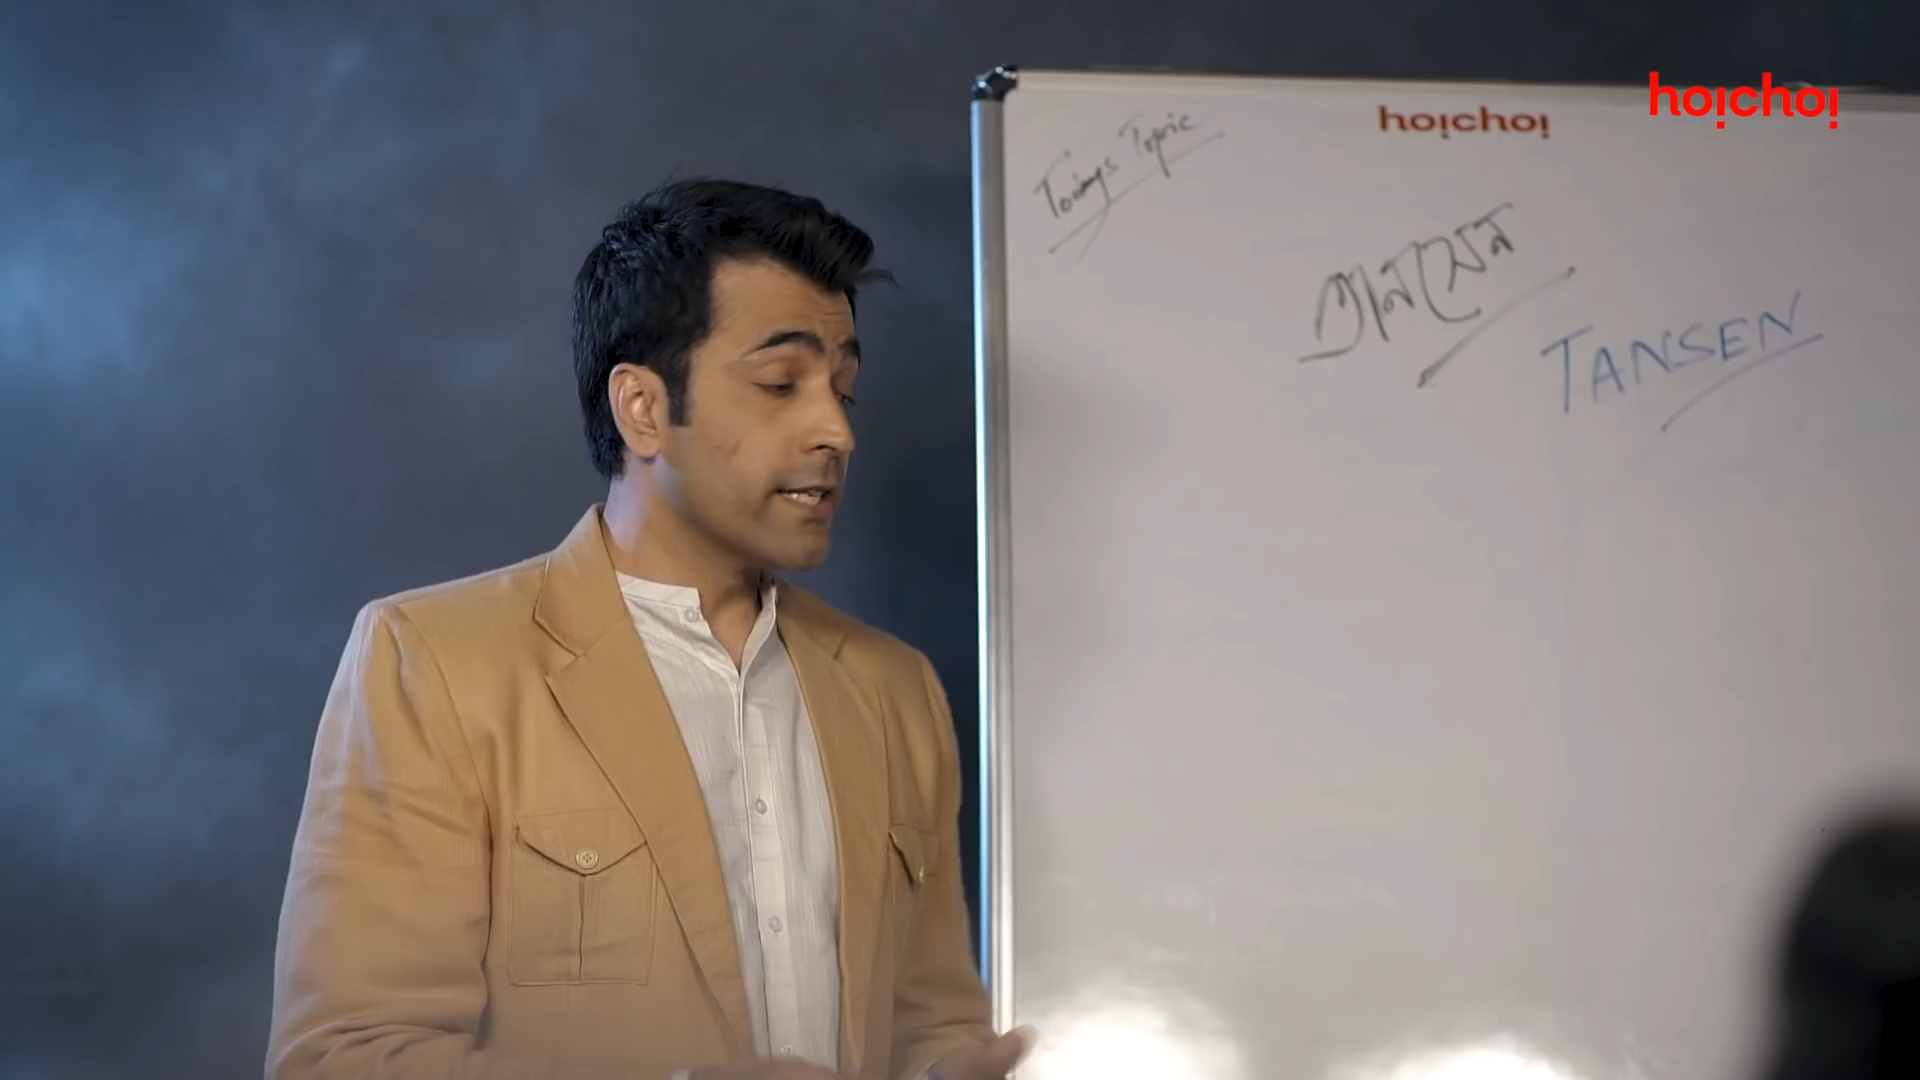 hoichoi
hoichoi
Todays Topic
তানসেন
TANSEN